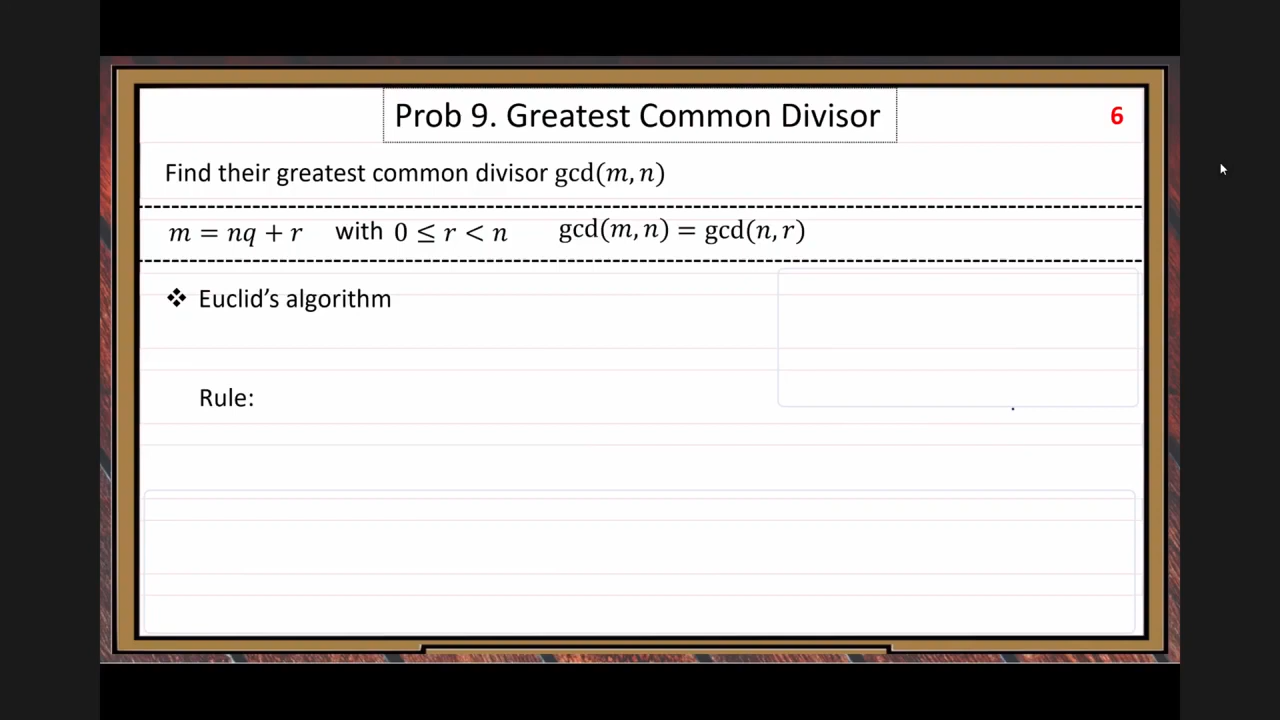 Prob 9. Greatest Common Divisor
6
Find their greatest common divisor gcd(m, n)
m = nq + r with 0 ≤ r < n gcd(m, n) = gcd(n, r)
❖ Euclid’s algorithm
Rule: